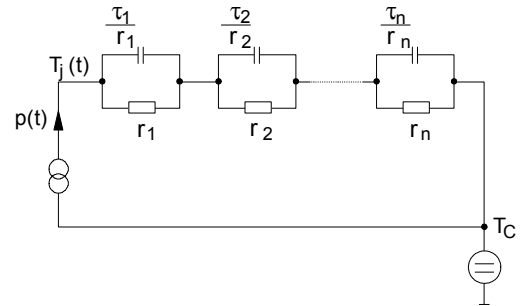 τ1/r1 τ2/r2 τn/rn
Tj(t)
r1 r2 rn
p(t)
TC